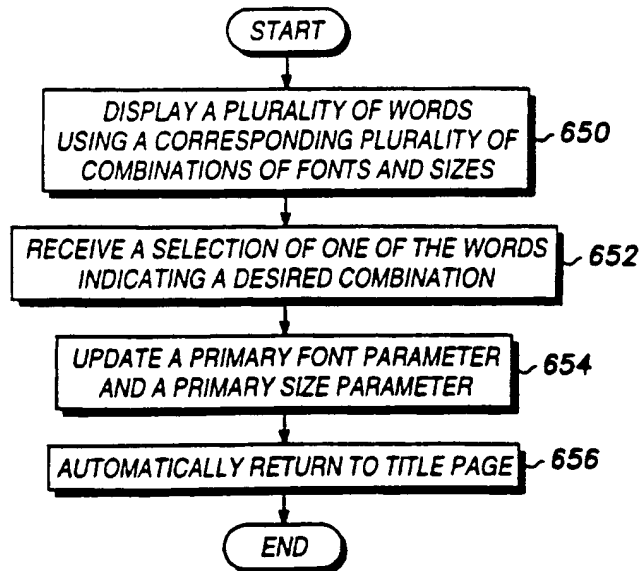 START
DISPLAY A PLURALITY OF WORDS
USING A CORRESPONDING PLURALITY OF
COMBINATIONS OF FONTS AND SIZES
650
RECEIVE A SELECTION OF ONE OF THE WORDS
INDICATING A DESIRED COMBINATION
652
UPDATE A PRIMARY FONT PARAMETER
AND A PRIMARY SIZE PARAMETER
654
AUTOMATICALLY RETURN TO TITLE PAGE
656
END